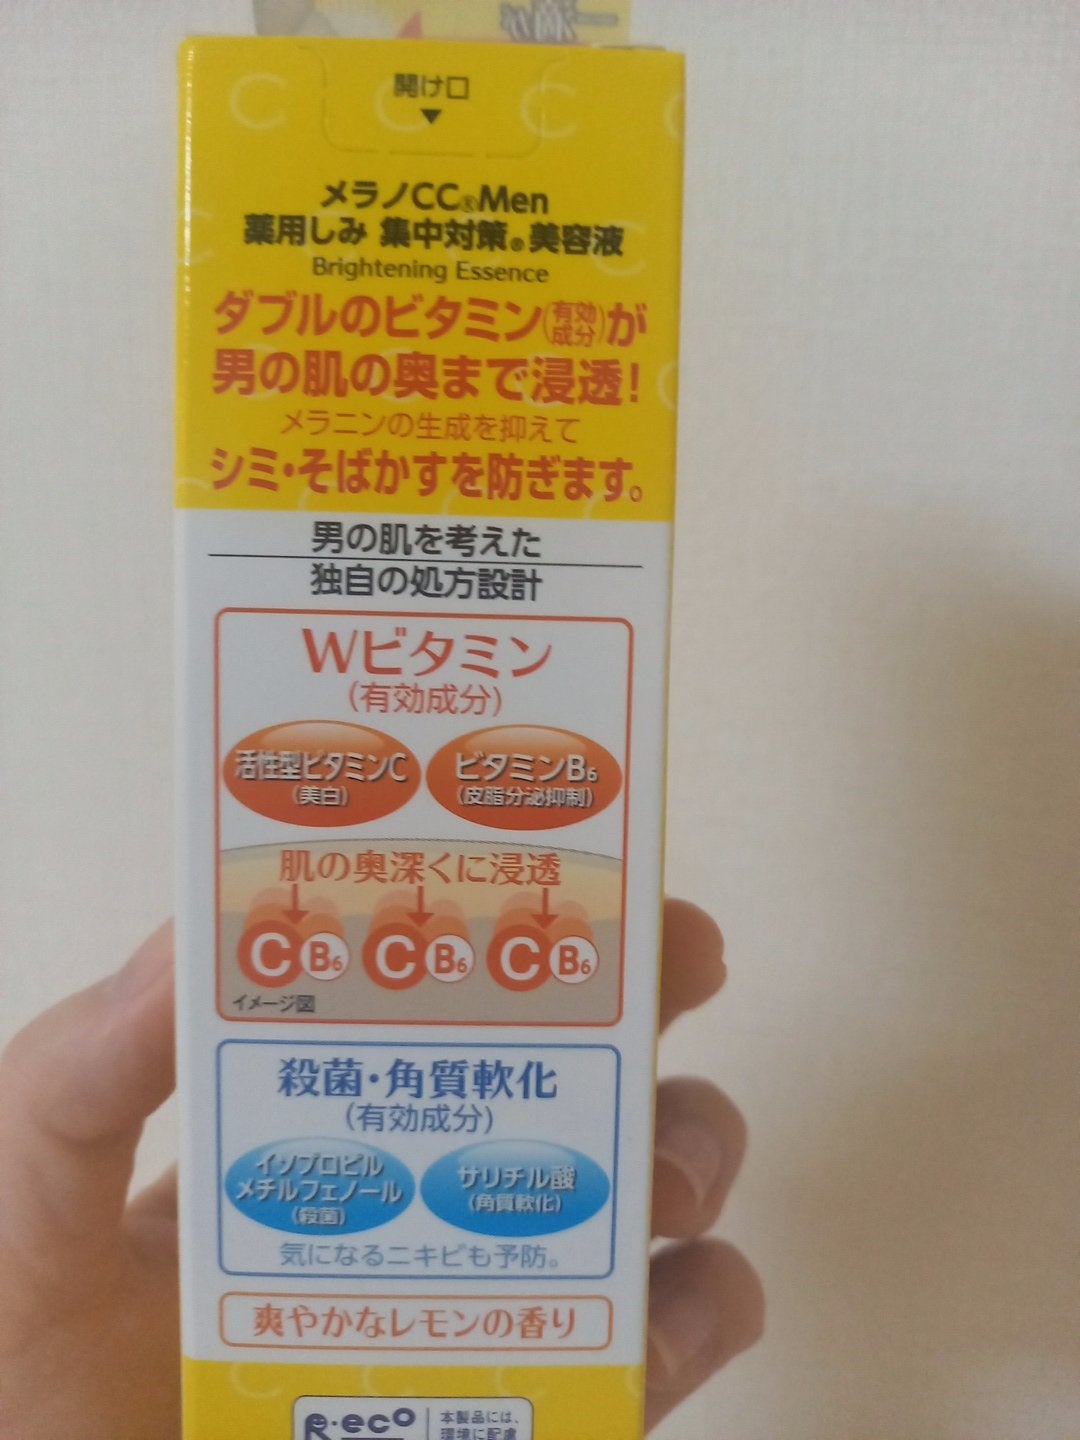 開け口
▼
メラノCC®Men
薬用しみ 集中対策®美容液
Brightening Essence
ダブルのビタミン(有効成分)が
男の肌の奥まで浸透!
メラニンの生成を抑えて
シミ・そばかすを防ぎます。
男の肌を考えた
独自の処方設計
Wビタミン
(有効成分)
活性型ビタミンC
(美白)
ビタミンB6
(皮脂分泌抑制)
肌の奥深くに浸透
C B6 C B6 C B6
イメージ図
殺菌・角質軟化
(有効成分)
イソプロピル
メチルフェノール
(殺菌)
サリチル酸
(角質軟化)
気になるニキビも予防。
爽やかなレモンの香り
R・eco
本製品には、
環境に配慮